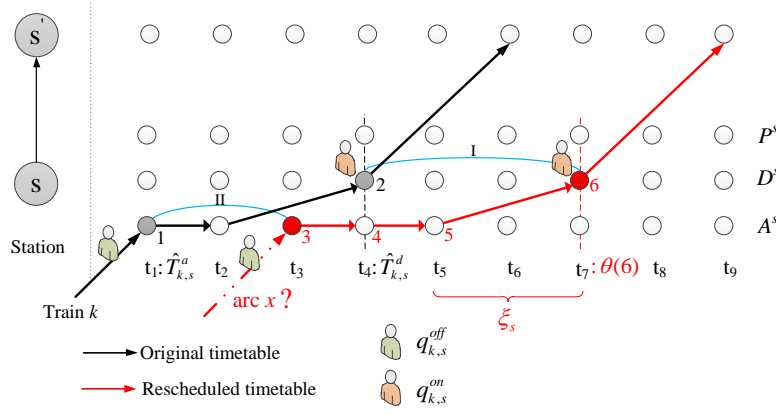 S'
P^s
I
2
D^s
6
S
II
1
3
4
5
A^s
Station
t₁: T̂^a_{k,s} t₂ t₃ t₄: T̂^d_{k,s} t₅ t₆ t₇: θ(6) t₈ t₉
Train k
arc x ?
ξ_s
Original timetable
q^{off}_{k,s}
Rescheduled timetable
q^{on}_{k,s}